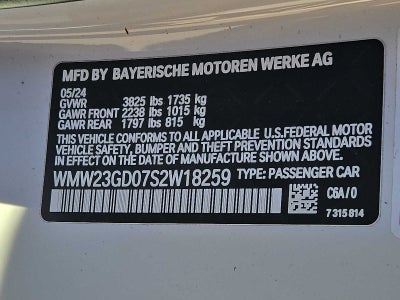 MFD BY BAYERISCHE MOTOREN WERKE AG
05/24
GVWR 3825 lbs 1735 kg
GAWR FRONT 2238 lbs 1015 kg
GAWR REAR 1797 lbs 815 kg
THIS VEHICLE CONFORMS TO ALL APPLICABLE U.S.FEDERAL MOTOR
VEHICLE SAFETY, BUMPER AND THEFT PREVENTION STANDARDS
IN EFFECT ON THE DATE OF MANUFACTURE SHOWN ABOVE
WMW23GD07S2W18259 TYPE: PASSENGER CAR
C6A/0
7 315 814